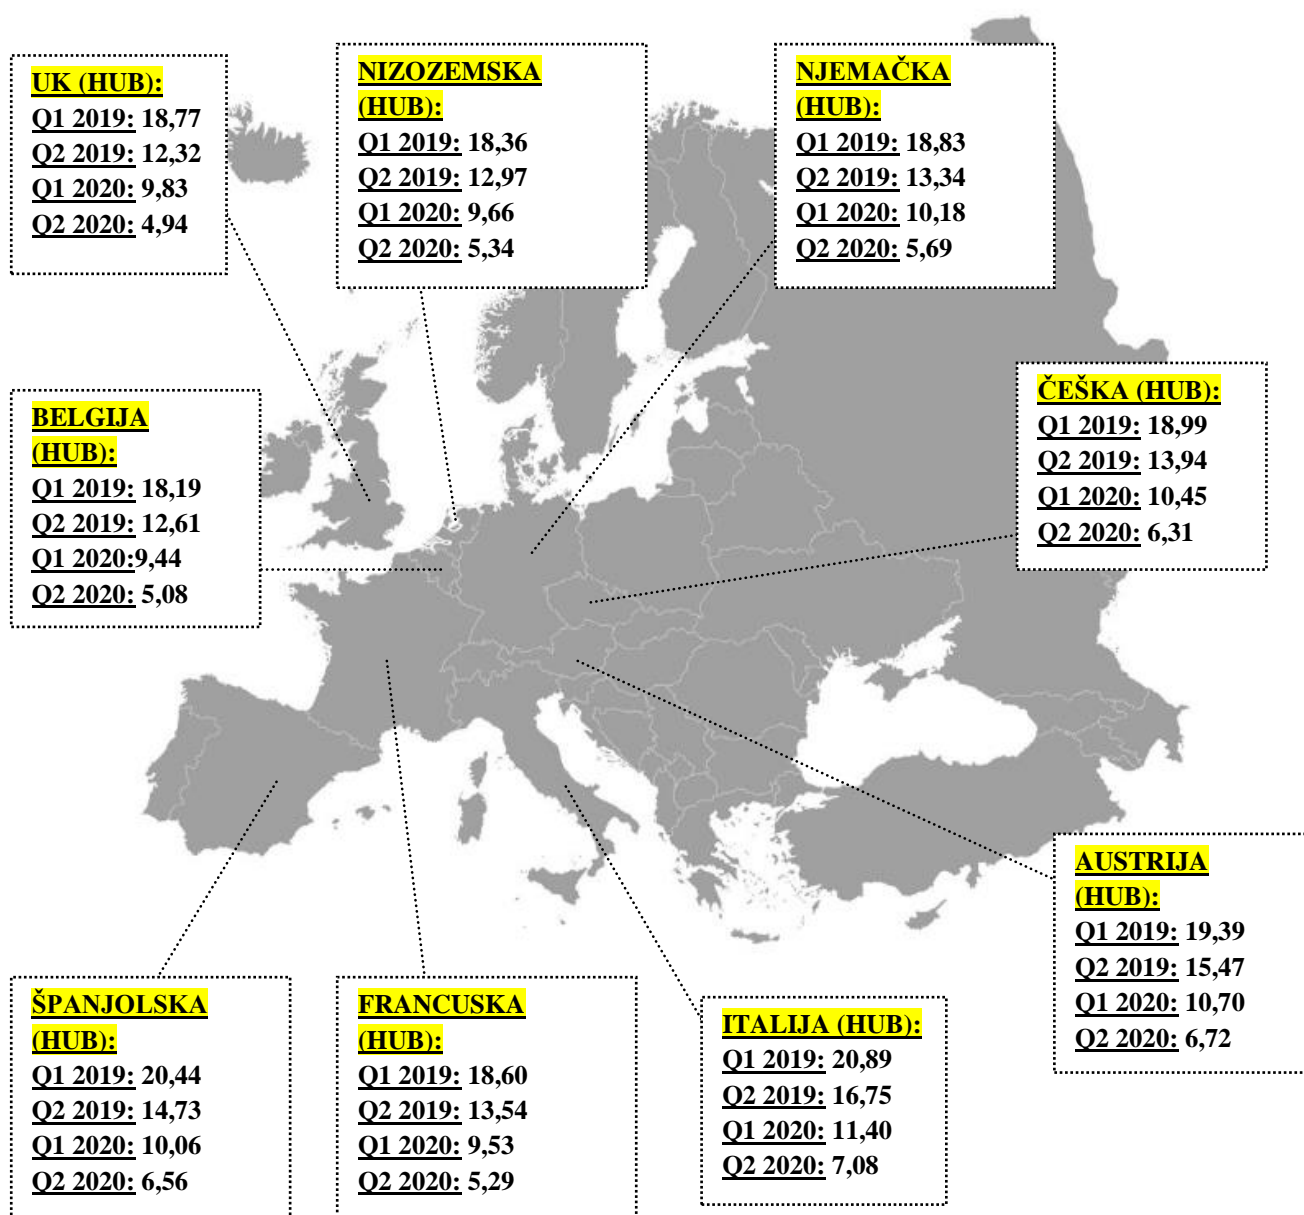 UK (HUB):
Q1 2019: 18,77
Q2 2019: 12,32
Q1 2020: 9,83
Q2 2020: 4,94
NIZOZEMSKA
(HUB):
Q1 2019: 18,36
Q2 2019: 12,97
Q1 2020: 9,66
Q2 2020: 5,34
NJEMAČKA
(HUB):
Q1 2019: 18,83
Q2 2019: 13,34
Q1 2020: 10,18
Q2 2020: 5,69
BELGIJA
(HUB):
Q1 2019: 18,19
Q2 2019: 12,61
Q1 2020:9,44
Q2 2020: 5,08
ČEŠKA (HUB):
Q1 2019: 18,99
Q2 2019: 13,94
Q1 2020: 10,45
Q2 2020: 6,31
AUSTRIJA
(HUB):
Q1 2019: 19,39
Q2 2019: 15,47
Q1 2020: 10,70
Q2 2020: 6,72
ŠPANJOLSKA
(HUB):
Q1 2019: 20,44
Q2 2019: 14,73
Q1 2020: 10,06
Q2 2020: 6,56
FRANCUSKA
(HUB):
Q1 2019: 18,60
Q2 2019: 13,54
Q1 2020: 9,53
Q2 2020: 5,29
ITALIJA (HUB):
Q1 2019: 20,89
Q2 2019: 16,75
Q1 2020: 11,40
Q2 2020: 7,08